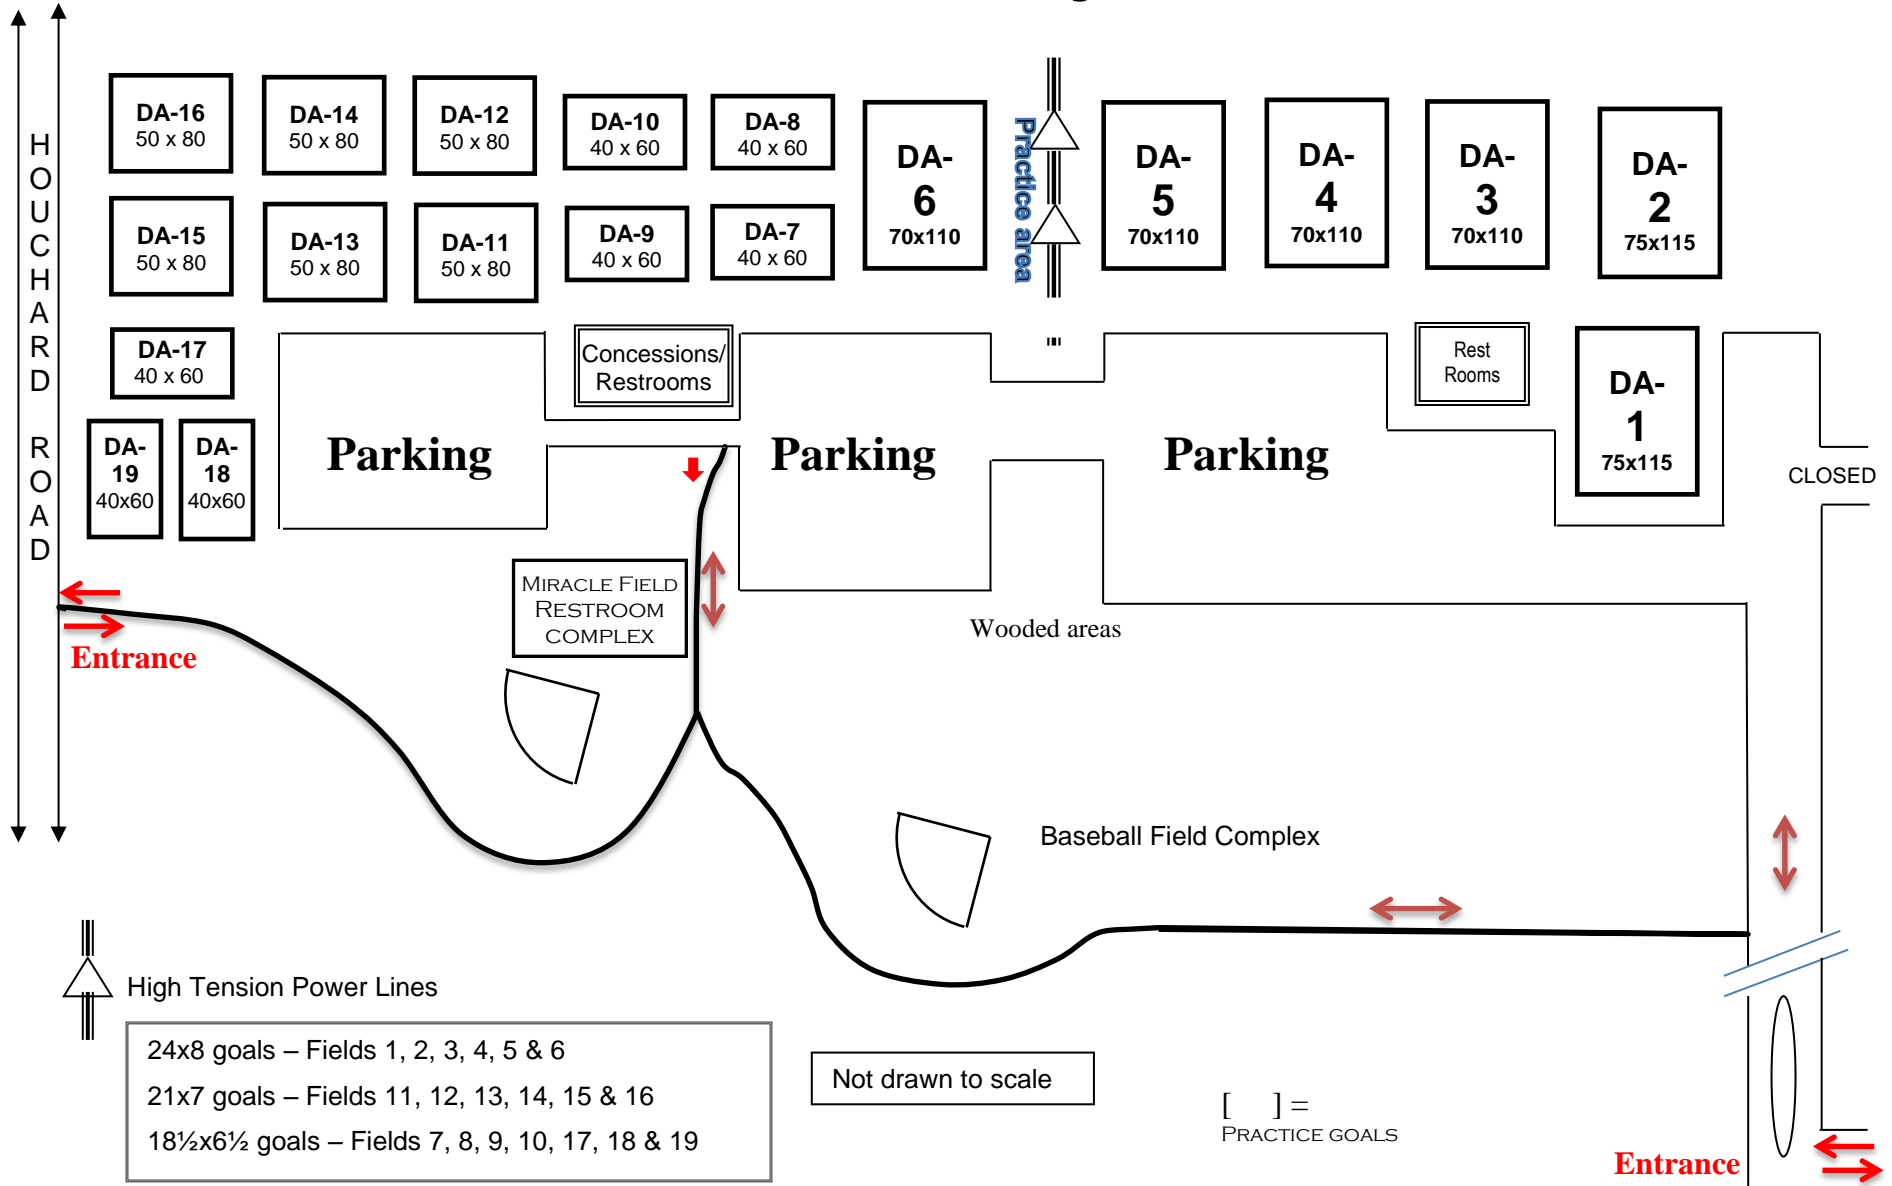 HOUCHARD ROAD
DA-16
50 x 80
DA-14
50 x 80
DA-12
50 x 80
DA-10
40 x 60
DA-8
40 x 60
DA-
6
70x110
Practice area
DA-
5
70x110
DA-
4
70x110
DA-
3
70x110
DA-
2
75x115
DA-15
50 x 80
DA-13
50 x 80
DA-11
50 x 80
DA-9
40 x 60
DA-7
40 x 60
DA-17
40 x 60
Concessions/
Restrooms
Rest
Rooms
DA-
1
75x115
DA-
19
40x60
DA-
18
40x60
Parking
Parking
Parking
CLOSED
MIRACLE FIELD
RESTROOM
COMPLEX
Wooded areas
Entrance
Baseball Field Complex
High Tension Power Lines
24x8 goals – Fields 1, 2, 3, 4, 5 & 6
21x7 goals – Fields 11, 12, 13, 14, 15 & 16
18½x6½ goals – Fields 7, 8, 9, 10, 17, 18 & 19
Not drawn to scale
[ ] =
PRACTICE GOALS
Entrance